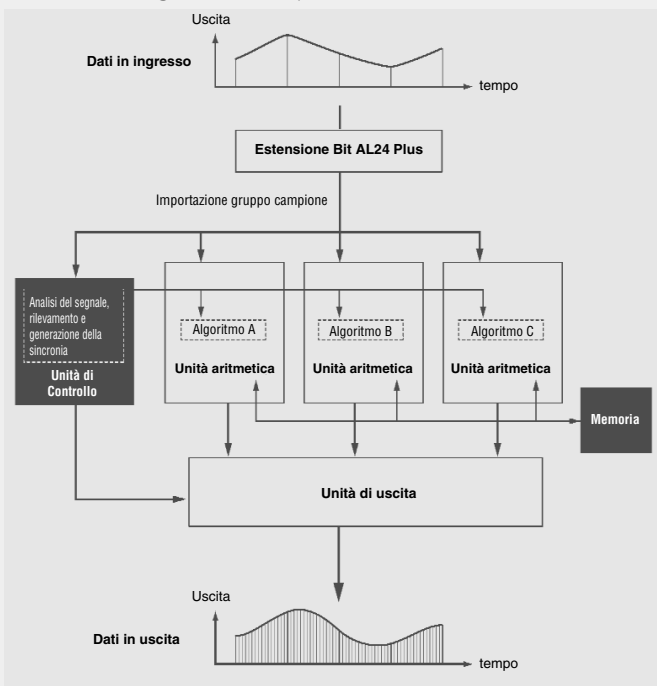 Uscita
Dati in ingresso
tempo
Estensione Bit AL24 Plus
Importazione gruppo campione
Analisi del segnale,
rilevamento e
generazione della
sincronia
Unità di
Controllo
Algoritmo A
Unità aritmetica
Algoritmo B
Unità aritmetica
Algoritmo C
Unità aritmetica
Memoria
Unità di uscita
Uscita
Dati in uscita
tempo